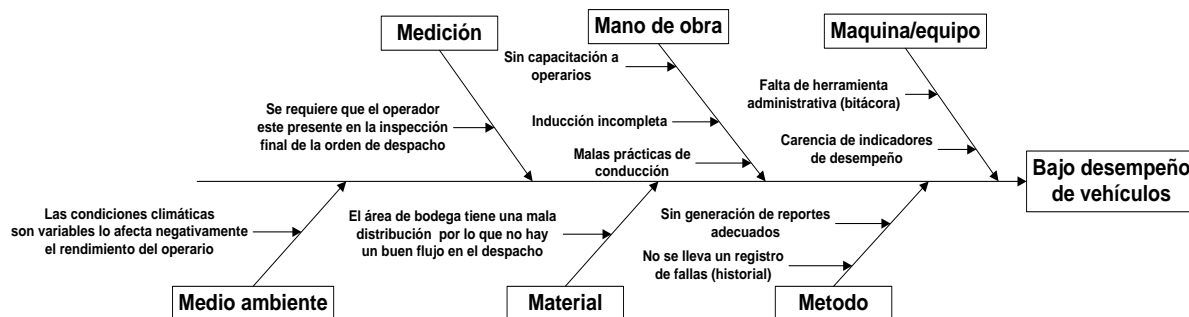 Medición
Mano de obra
Maquina/equipo
Sin capacitación a
operarios
Falta de herramienta
administrativa (bitácora)
Se requiere que el operador
este presente en la inspección
final de la orden de despacho
Inducción incompleta
Malas prácticas de
conducción
Carencia de indicadores
de desempeño
Bajo desempeño
de vehículos
Las condiciones climáticas
son variables lo afecta negativamente
el rendimiento del operario
El área de bodega tiene una mala
distribución por lo que no hay
un buen flujo en el despacho
Sin generación de reportes
adecuados
No se lleva un registro
de fallas (historial)
Medio ambiente
Material
Metodo